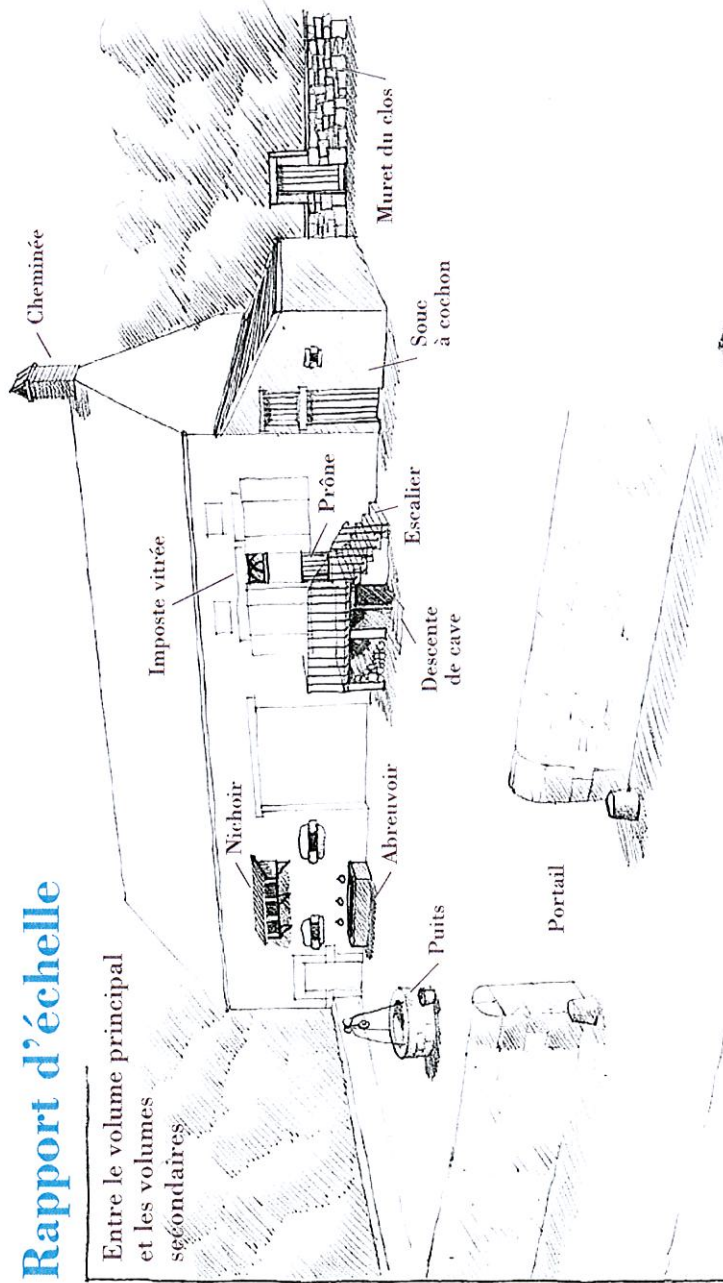 Rapport d'échelle
Entre le volume principal
et les volumes
secondaires
Cheminée
Imposte vitrée
Nichoir
Prône
Muret du clos
Souc
à cochon
Escalier
Descente
de cave
Abreuvoir
Puits
Portail